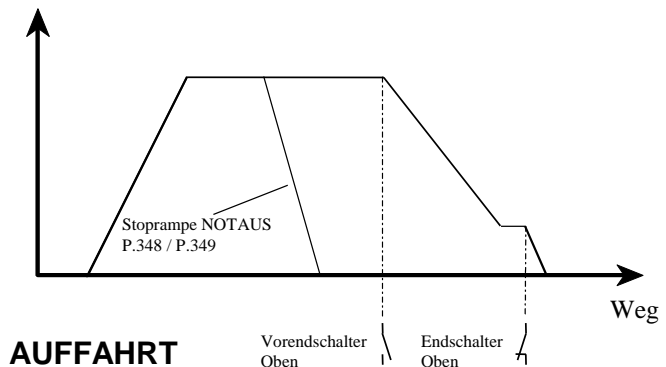 Stoprampe NOTAUS
P.348 / P.349
Weg
AUFFAHRT
Vorendschalter
Oben
Endschalter
Oben